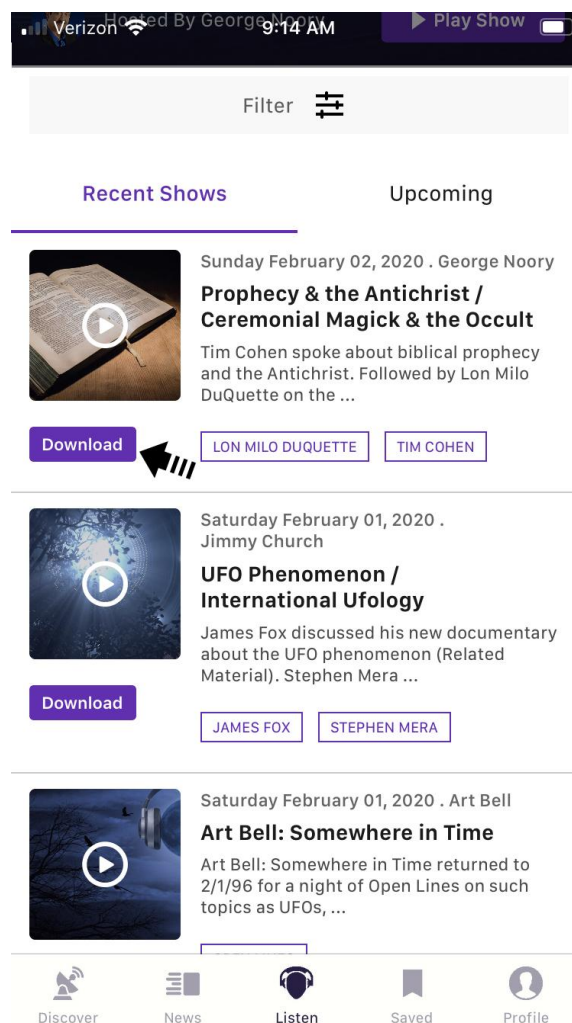 Hosted By George Noory
Play Show
Verizon
9:14 AM
Filter
Recent Shows
Upcoming
Sunday February 02, 2020 . George Noory
Prophecy & the Antichrist /
Ceremonial Magick & the Occult
Tim Cohen spoke about biblical prophecy
and the Antichrist. Followed by Lon Milo
DuQuette on the ...
Download
LON MILO DUQUETTE
TIM COHEN
Saturday February 01, 2020 .
Jimmy Church
UFO Phenomenon /
International Ufology
James Fox discussed his new documentary
about the UFO phenomenon (Related
Material). Stephen Mera ...
Download
JAMES FOX
STEPHEN MERA
Saturday February 01, 2020 . Art Bell
Art Bell: Somewhere in Time
Art Bell: Somewhere in Time returned to
2/1/96 for a night of Open Lines on such
topics as UFOs, ...
Discover
News
Listen
Saved
Profile